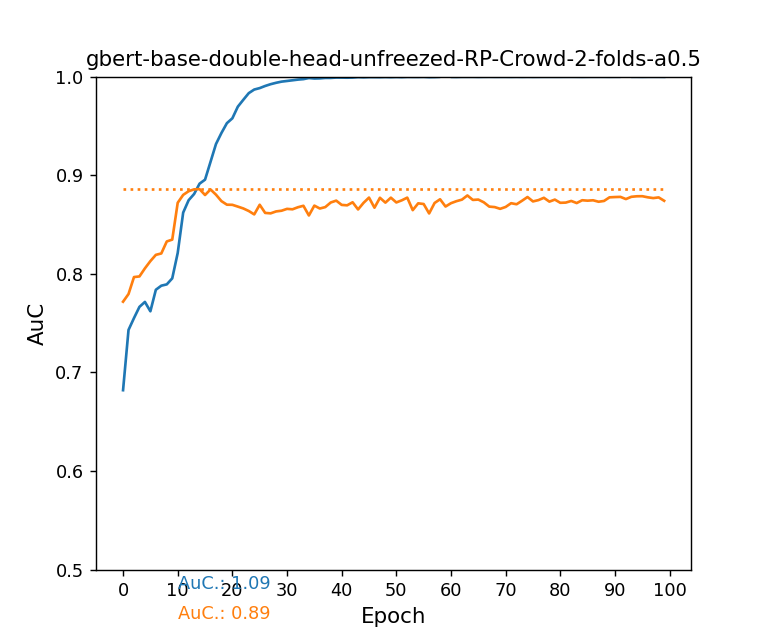 gbert-base-double-head-unfreezed-RP-Crowd-2-folds-a0.5
1.0
0.9
0.8
0.7
0.6
0.5
AuC
0 10 20 30 40 50 60 70 80 90 100
AuC.: 1.09
AuC.: 0.89
Epoch